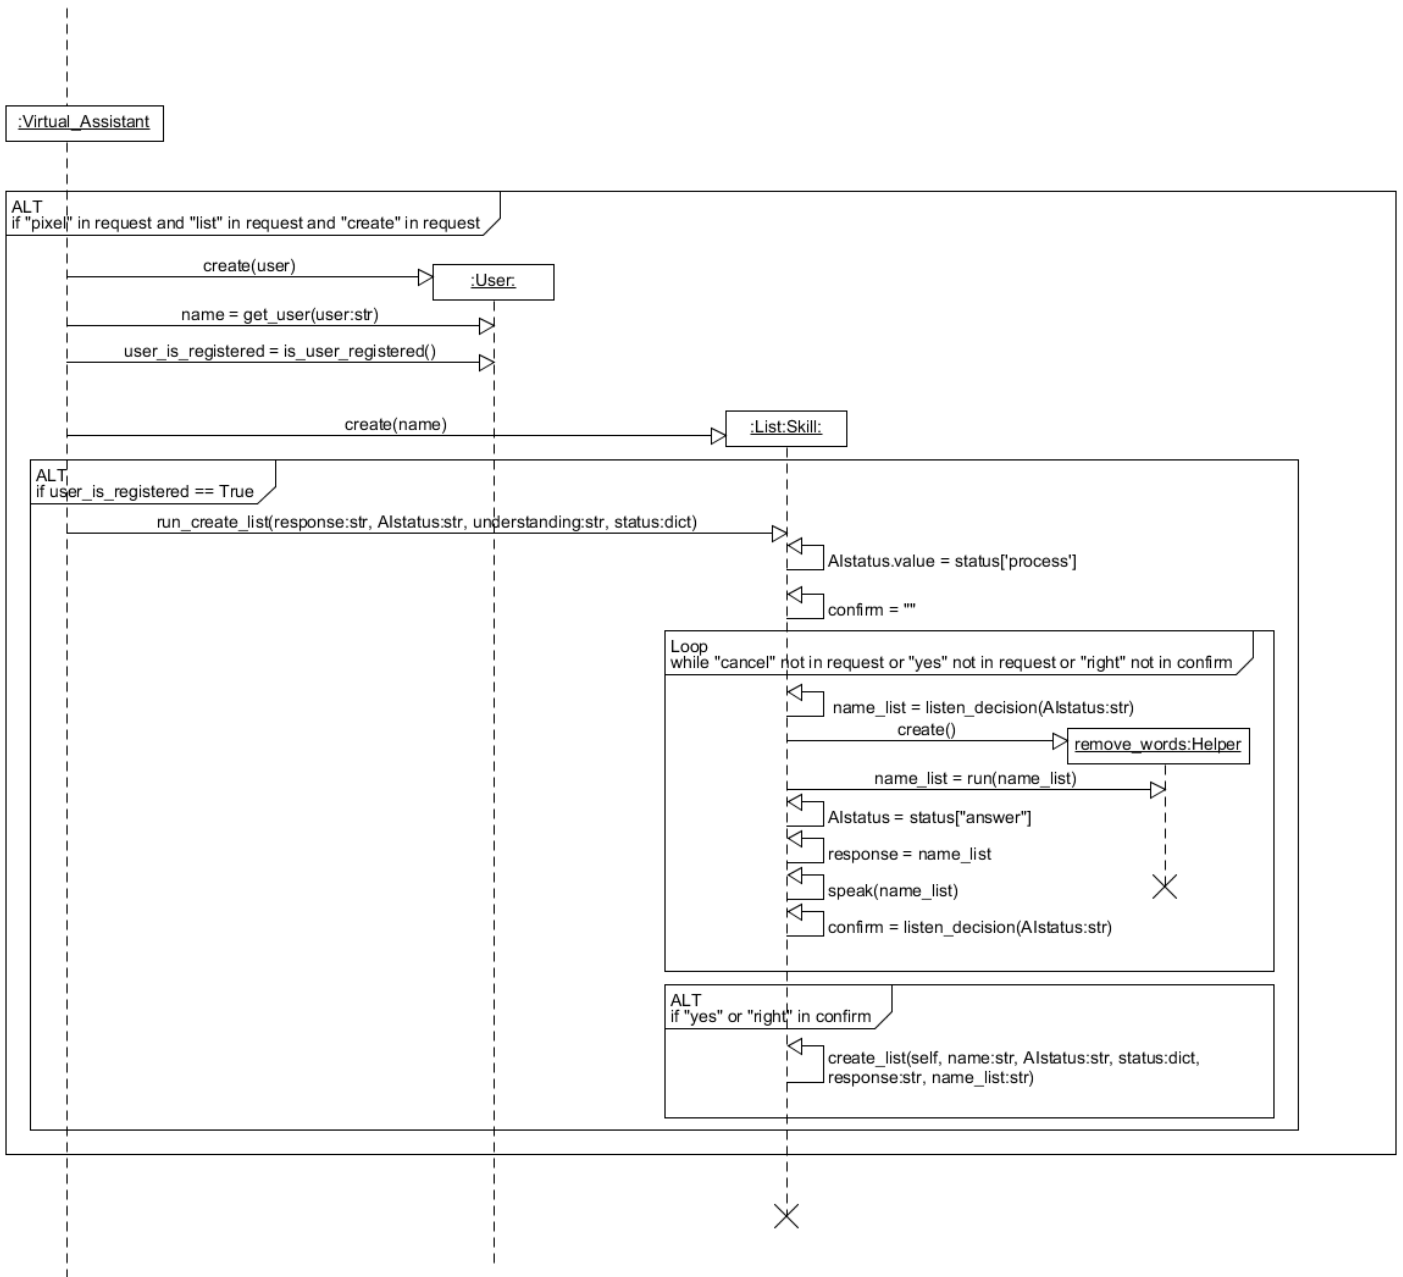 :Virtual_Assistant
ALT
if "pixel" in request and "list" in request and "create" in request
create(user)
:User:
name = get_user(user:str)
user_is_registered = is_user_registered()
create(name)
:List:Skill:
ALT
if user_is_registered == True
run_create_list(response:str, AIstatus:str, understanding:str, status:dict)
AIstatus.value = status['process']
confirm = ""
Loop
while "cancel" not in request or "yes" not in request or "right" not in confirm
name_list = listen_decision(AIstatus:str)
create()
remove_words:Helper
name_list = run(name_list)
AIstatus = status["answer"]
response = name_list
speak(name_list)
confirm = listen_decision(AIstatus:str)
ALT
if "yes" or "right" in confirm
create_list(self, name:str, AIstatus:str, status:dict,
response:str, name_list:str)